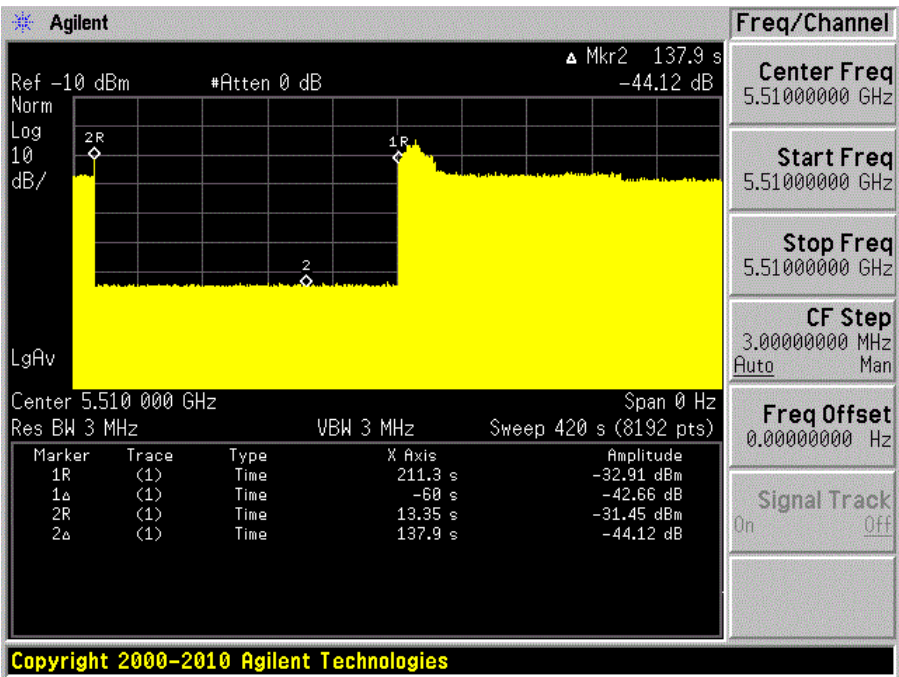 Agilent
Freq/Channel
Δ Mkr2 137.9 s
Ref -10 dBm #Atten 0 dB -44.12 dB
Norm
Log
10
dB/
2R
1R
2
LgAv
Center 5.510 000 GHz Span 0 Hz
Res BW 3 MHz VBW 3 MHz Sweep 420 s (8192 pts)
Marker Trace Type X Axis Amplitude
1R (1) Time 211.3 s -32.91 dBm
1Δ (1) Time -60 s -42.66 dB
2R (1) Time 13.35 s -31.45 dBm
2Δ (1) Time 137.9 s -44.12 dB
Center Freq
5.51000000 GHz
Start Freq
5.51000000 GHz
Stop Freq
5.51000000 GHz
CF Step
3.00000000 MHz
Auto Man
Freq Offset
0.00000000 Hz
Signal Track
On Off
Copyright 2000-2010 Agilent Technologies